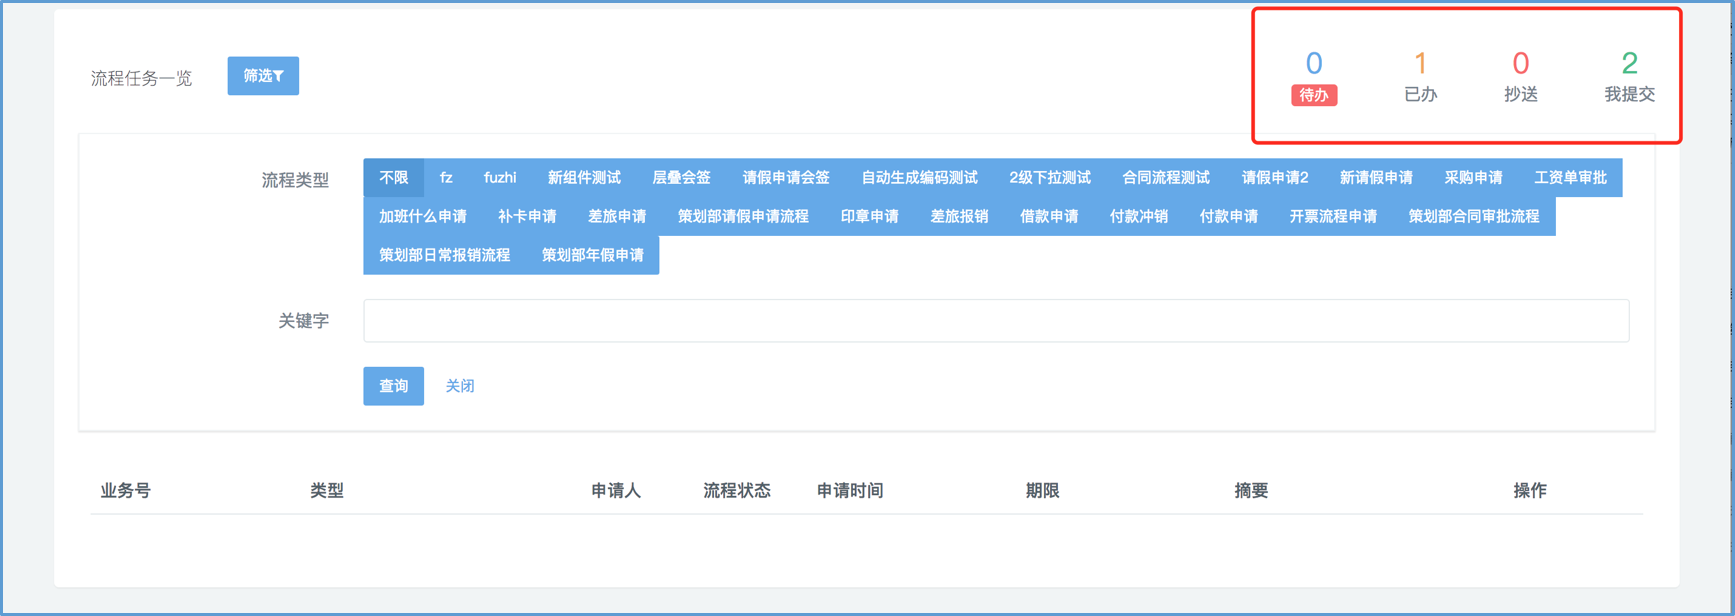 流程任务一览 筛选
0 1 0 2
待办 已办 抄送 我提交
流程类型 不限 fz fuzhi 新组件测试 层叠会签 请假申请会签 自动生成编码测试 2级下拉测试 合同流程测试 请假申请2 新请假申请 采购申请 工资单审批
加班什么申请 补卡申请 差旅申请 策划部请假申请流程 印章申请 差旅报销 借款申请 付款冲销 付款申请 开票流程申请 策划部合同审批流程
策划部日常报销流程 策划部年假申请
关键字
查询 关闭
业务号 类型 申请人 流程状态 申请时间 期限 摘要 操作